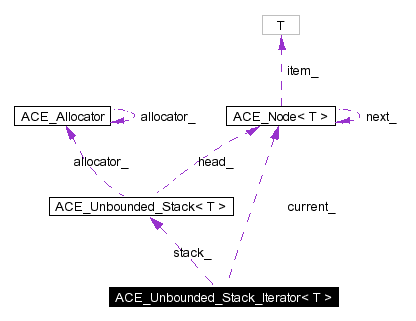 T
item_
ACE_Allocator
allocator_
ACE_Node< T >
next_
allocator_
head_
ACE_Unbounded_Stack< T >
current_
stack_
ACE_Unbounded_Stack_Iterator< T >